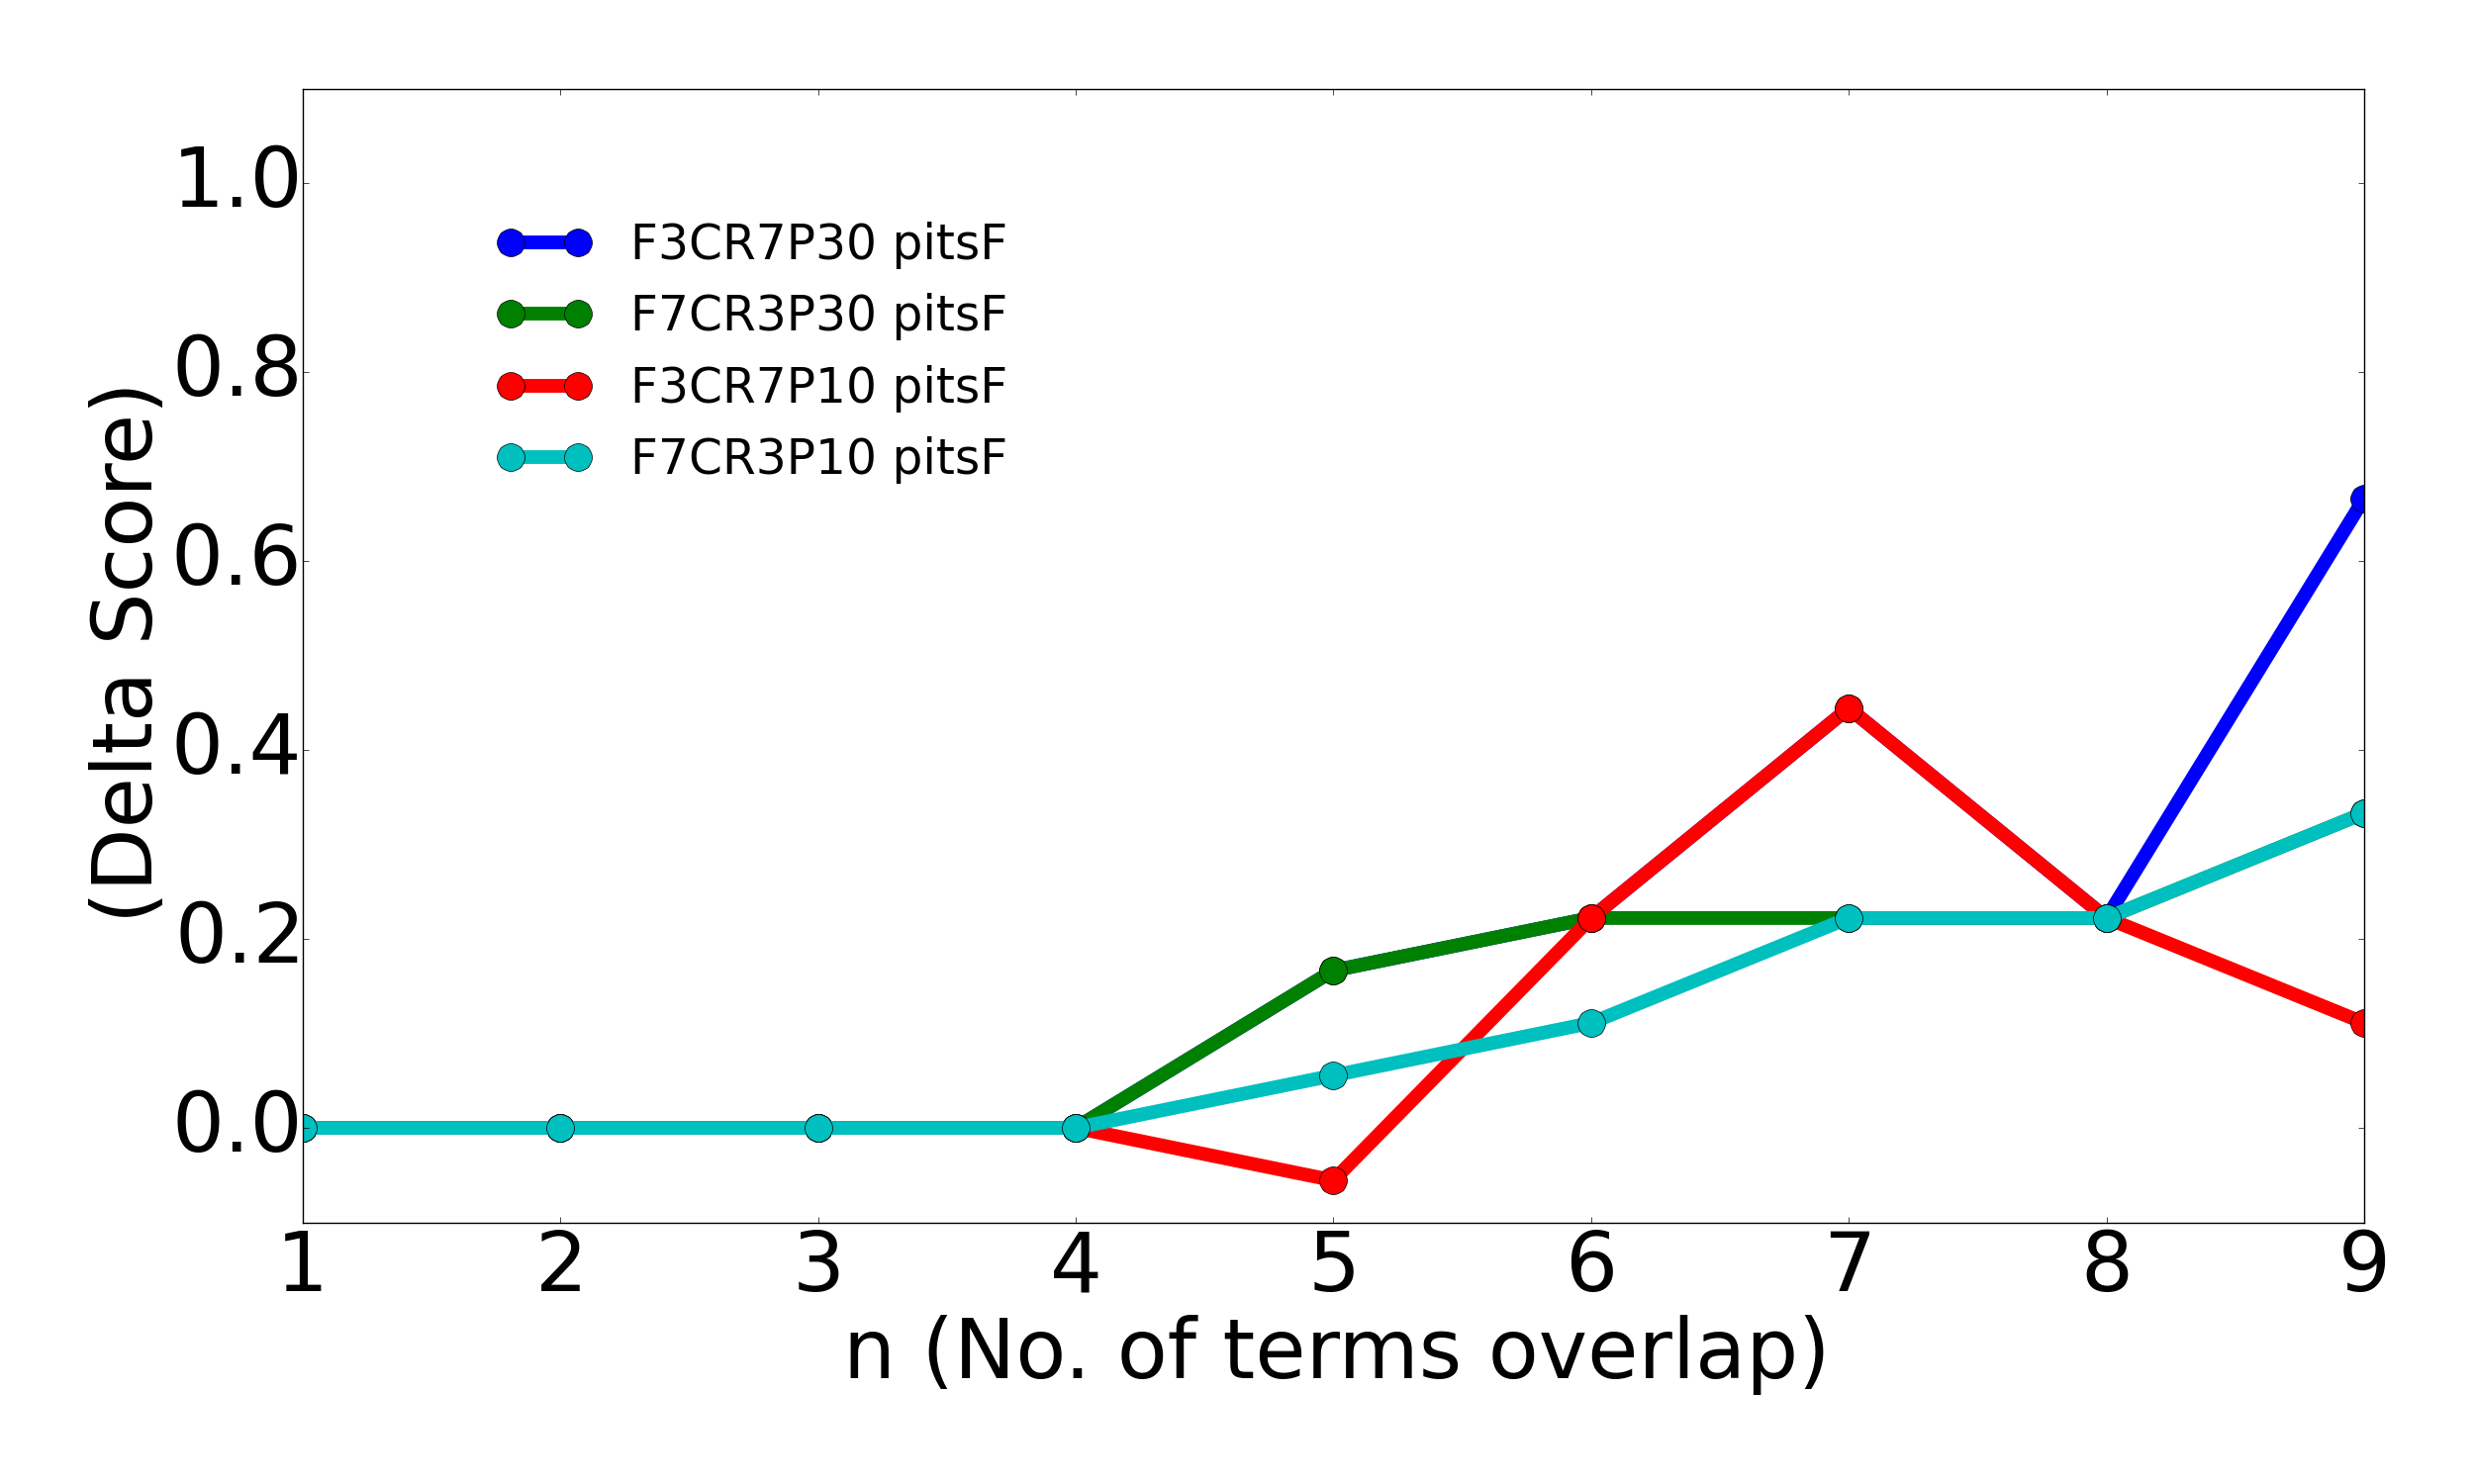 (Delta Score)
1.0
0.8
0.6
0.4
0.2
0.0
F3CR7P30 pitsF
F7CR3P30 pitsF
F3CR7P10 pitsF
F7CR3P10 pitsF
1 2 3 4 5 6 7 8 9
n (No. of terms overlap)